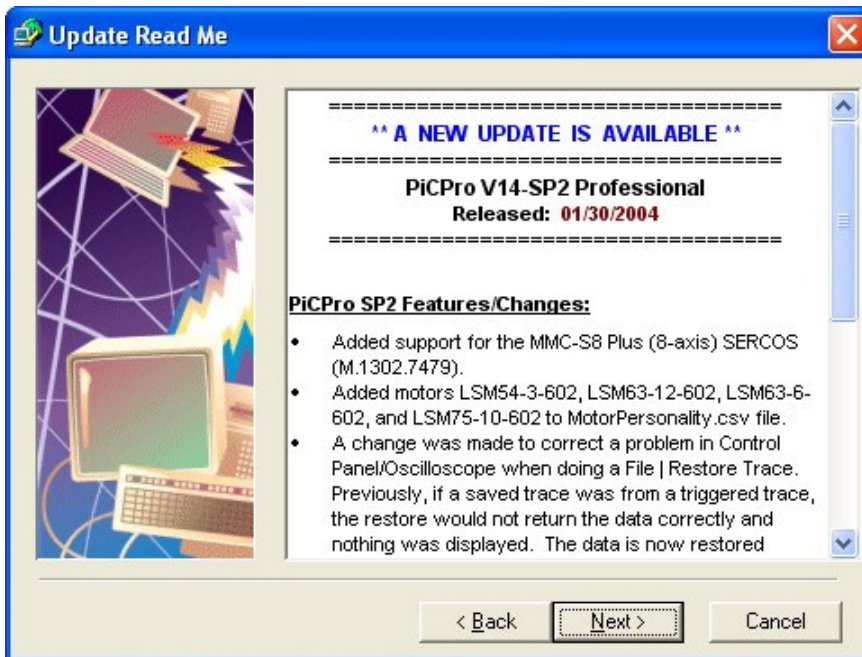 Update Read Me
====================================
** A NEW UPDATE IS AVAILABLE **
====================================
PiCPro V14-SP2 Professional
Released: 01/30/2004
====================================
PiCPro SP2 Features/Changes:
• Added support for the MMC-S8 Plus (8-axis) SERCOS
(M.1302.7479).
• Added motors LSM54-3-602, LSM63-12-602, LSM63-6-
602, and LSM75-10-602 to MotorPersonality.csv file.
• A change was made to correct a problem in Control
Panel/Oscilloscope when doing a File | Restore Trace.
Previously, if a saved trace was from a triggered trace,
the restore would not return the data correctly and
nothing was displayed. The data is now restored
< Back
Next >
Cancel